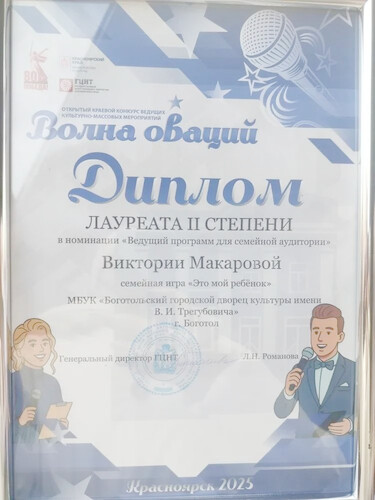 ГЦНТ
ОТКРЫТЫЙ КРАЕВОЙ КОНКУРС ВЕДУЩИХ
КУЛЬТУРНО-МАССОВЫХ МЕРОПРИЯТИЙ
Волна оваций
Диплом
ЛАУРЕАТА II СТЕПЕНИ
в номинации «Ведущий программ для семейной аудитории»
Виктории Макаровой
семейная игра «Это мой ребёнок»
МБУК «Боготольский городской дворец культуры имени
В. И. Трегубовича»
г. Боготол
Генеральный директор ГЦНТ
Л.Н. Романова
Красноярск 2025